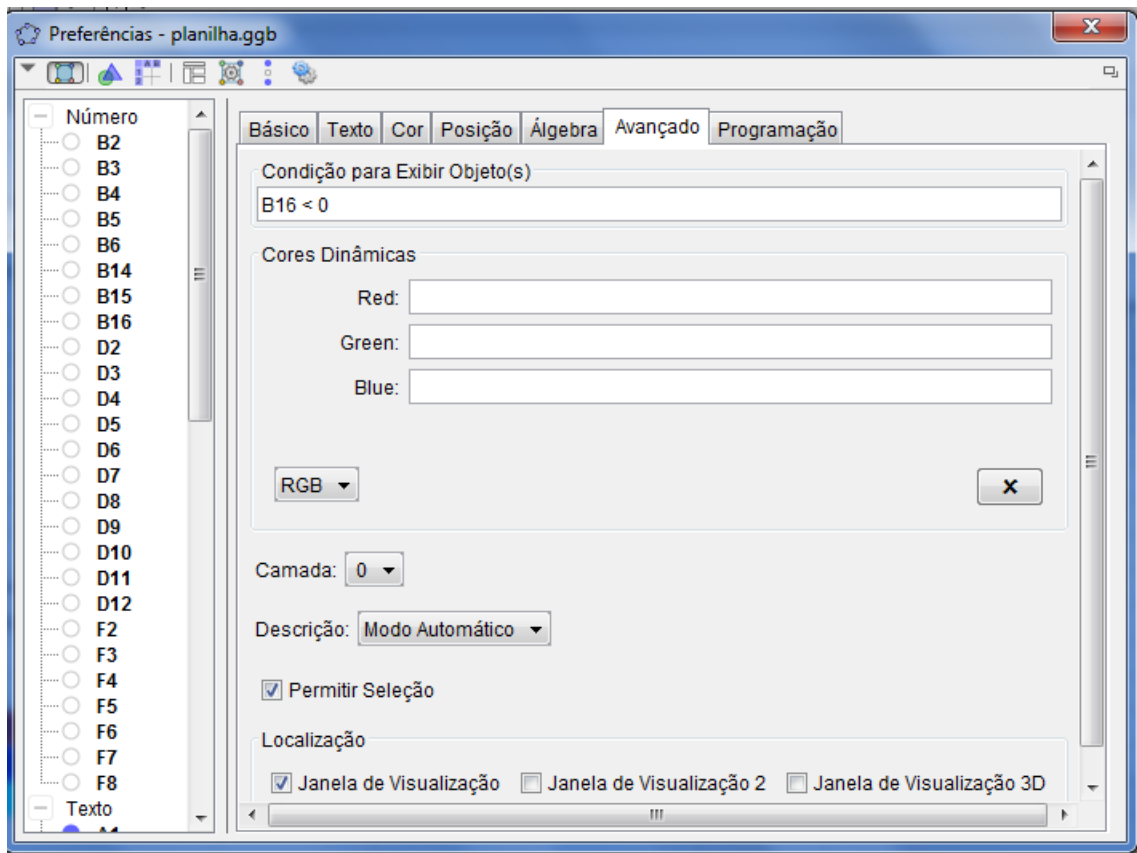 Preferências - planilha.ggb
Número
B2
B3
B4
B5
B6
B14
B15
B16
D2
D3
D4
D5
D6
D7
D8
D9
D10
D11
D12
F2
F3
F4
F5
F6
F7
F8
Texto
A1
Básico Texto Cor Posição Álgebra Avançado Programação
Condição para Exibir Objeto(s)
B16 < 0
Cores Dinâmicas
Red:
Green:
Blue:
RGB
Camada: 0
Descrição: Modo Automático
Permitir Seleção
Localização
Janela de Visualização Janela de Visualização 2 Janela de Visualização 3D